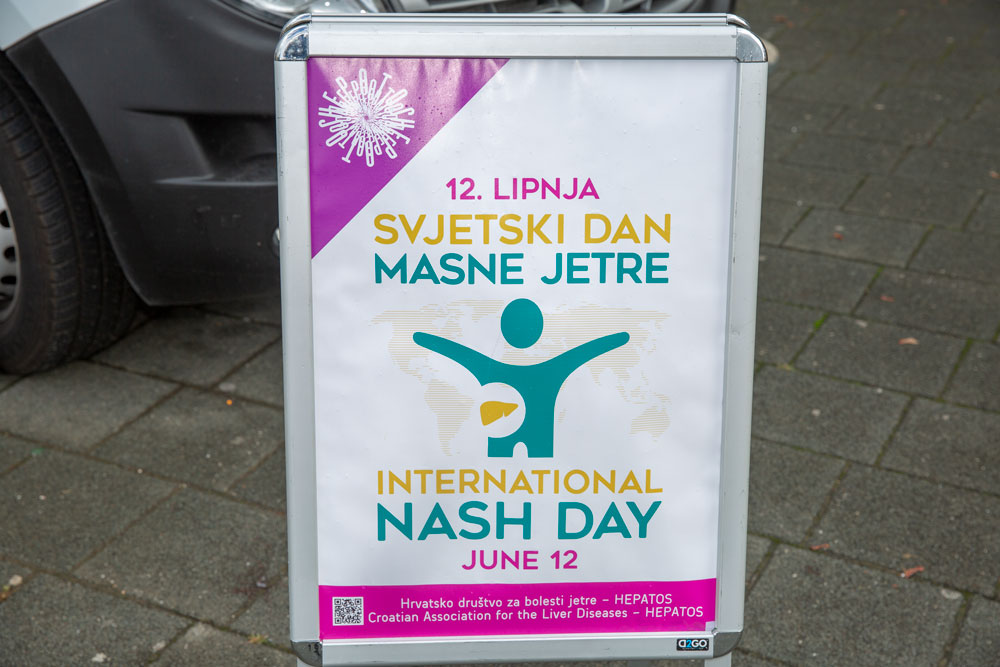 12. LIPNJA
SVJETSKI DAN
MASNE JETRE
INTERNATIONAL
NASH DAY
JUNE 12
Hrvatsko društvo za bolesti jetre – HEPATOS
Croatian Association for the Liver Diseases – HEPATOS
A2GO